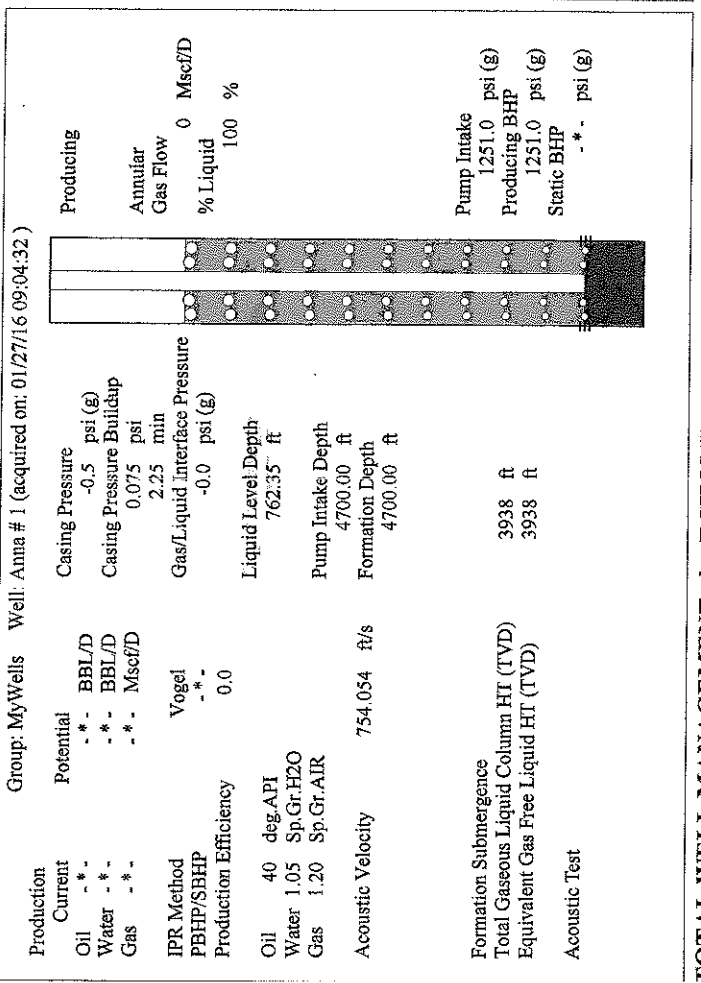 Group: MyWells Well: Anna # 1 (acquired on: 01/27/16 09:04:32 )
Production
Current Potential
Oil - * - - * - BBL/D
Water - * - - * - BBL/D
Gas - * - - * - Mscf/D
IPR Method Vogel
PBHP/SBHP - * -
Production Efficiency 0.0
Oil 40 deg.API
Water 1.05 Sp.Gr.H2O
Gas 1.20 Sp.Gr.AIR
Acoustic Velocity 754.054 ft/s
Formation Submergence
Total Gaseous Liquid Column HT (TVD) 3938 ft
Equivalent Gas Free Liquid HT (TVD) 3938 ft
Acoustic Test
Casing Pressure
-0.5 psi (g)
Casing Pressure Buildup
0.075 psi
2.25 min
Gas/Liquid Interface Pressure
-0.0 psi (g)
Liquid Level Depth
762.35 ft
Pump Intake Depth
4700.00 ft
Formation Depth
4700.00 ft
Producing
Annular
Gas Flow
0 Mscf/D
% Liquid
100 %
Pump Intake
1251.0 psi (g)
Producing BHP
1251.0 psi (g)
Static BHP
- * - psi (g)
TOTAL WELL MANAGEMENT